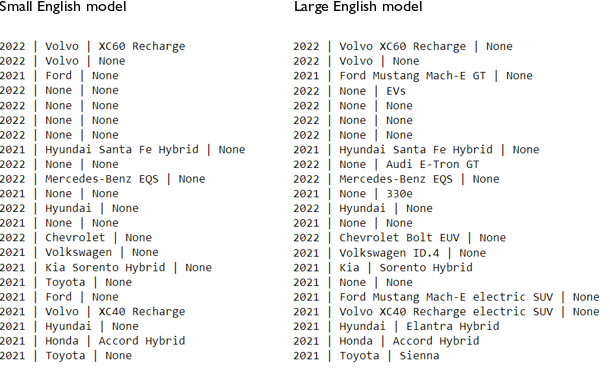 Small English model
2022 | Volvo | XC60 Recharge
2022 | Volvo | None
2021 | Ford | None
2022 | None | None
2022 | None | None
2022 | None | None
2022 | None | None
2021 | Hyundai Santa Fe Hybrid | None
2022 | None | None
2022 | Mercedes-Benz EQS | None
2021 | None | None
2022 | Hyundai | None
2021 | None | None
2022 | Chevrolet | None
2021 | Volkswagen | None
2021 | Kia Sorento Hybrid | None
2021 | Toyota | None
2021 | Ford | None
2021 | Volvo | XC40 Recharge
2021 | Hyundai | None
2021 | Honda | Accord Hybrid
2021 | Toyota | None
Large English model
2022 | Volvo XC60 Recharge | None
2022 | Volvo | None
2021 | Ford Mustang Mach-E GT | None
2022 | None | EVs
2022 | None | None
2022 | None | None
2022 | None | None
2021 | Hyundai Santa Fe Hybrid | None
2022 | None | Audi E-Tron GT
2022 | Mercedes-Benz EQS | None
2021 | None | 330e
2022 | Hyundai | None
2021 | None | None
2022 | Chevrolet Bolt EUV | None
2021 | Volkswagen ID.4 | None
2021 | Kia | Sorento Hybrid
2021 | None | None
2021 | Ford Mustang Mach-E electric SUV | None
2021 | Volvo XC40 Recharge electric SUV | None
2021 | Hyundai | Elantra Hybrid
2021 | Honda | Accord Hybrid
2021 | Toyota | Sienna